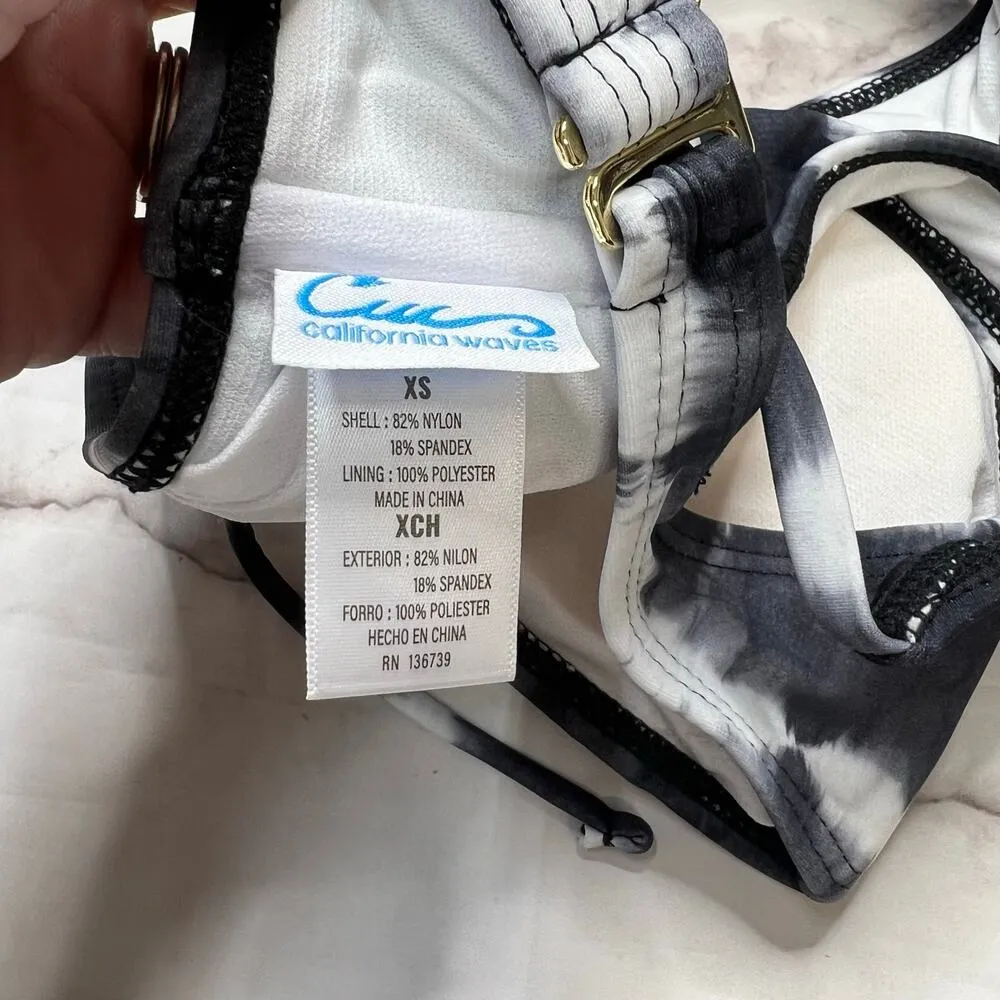 california waves
XS
SHELL : 82% NYLON
18% SPANDEX
LINING : 100% POLYESTER
MADE IN CHINA
XCH
EXTERIOR : 82% NILON
18% SPANDEX
FORRO : 100% POLIESTER
HECHO EN CHINA
RN 136739